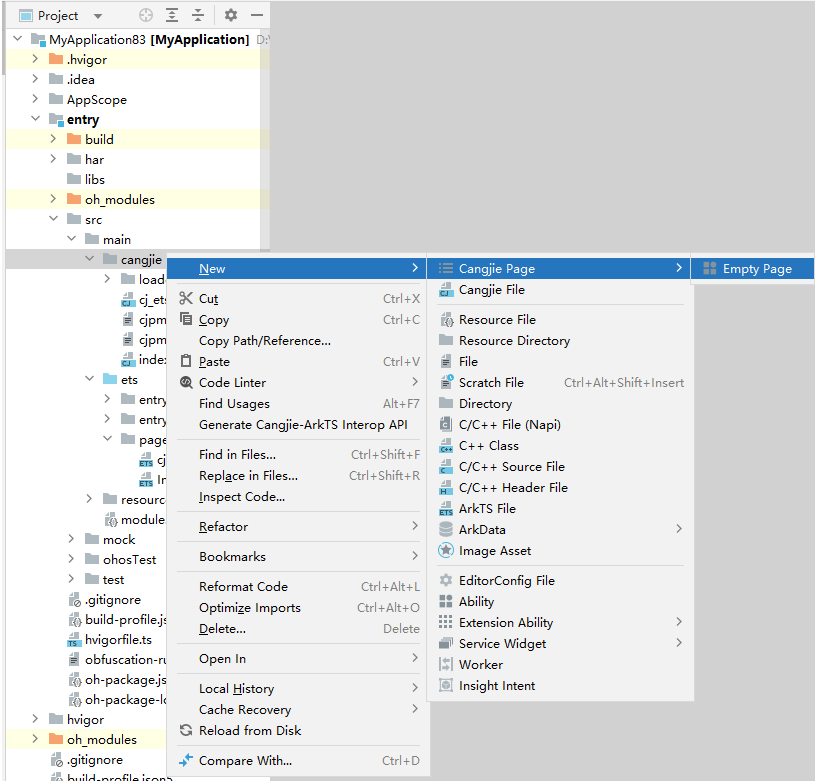 Project
MyApplication83 [MyApplication] D:\
.hvigor
.idea
AppScope
entry
build
har
libs
oh_modules
src
main
cangjie
load
cj_ets
cjpm
cjpm
index
ets
entry
entry
page
cj
In
resourc
module
mock
ohosTest
test
.gitignore
build-profile.js
hvigorfile.ts
obfuscation-ru
oh-package.js
oh-package-lo
hvigor
oh_modules
.gitignore
build-profile.json5
New
Cut Ctrl+X
Copy Ctrl+C
Copy Path/Reference...
Paste Ctrl+V
Code Linter
Find Usages Alt+F7
Generate Cangjie-ArkTS Interop API
Find in Files... Ctrl+Shift+F
Replace in Files... Ctrl+Shift+R
Inspect Code...
Refactor
Bookmarks
Reformat Code Ctrl+Alt+L
Optimize Imports Ctrl+Alt+O
Delete... Delete
Open In
Local History
Cache Recovery
Reload from Disk
Compare With... Ctrl+D
Cangjie Page
Cangjie File
Resource File
Resource Directory
File
Scratch File Ctrl+Alt+Shift+Insert
Directory
C/C++ File (Napi)
C++ Class
C/C++ Source File
C/C++ Header File
ArkTS File
ArkData
Image Asset
EditorConfig File
Ability
Extension Ability
Service Widget
Worker
Insight Intent
Empty Page